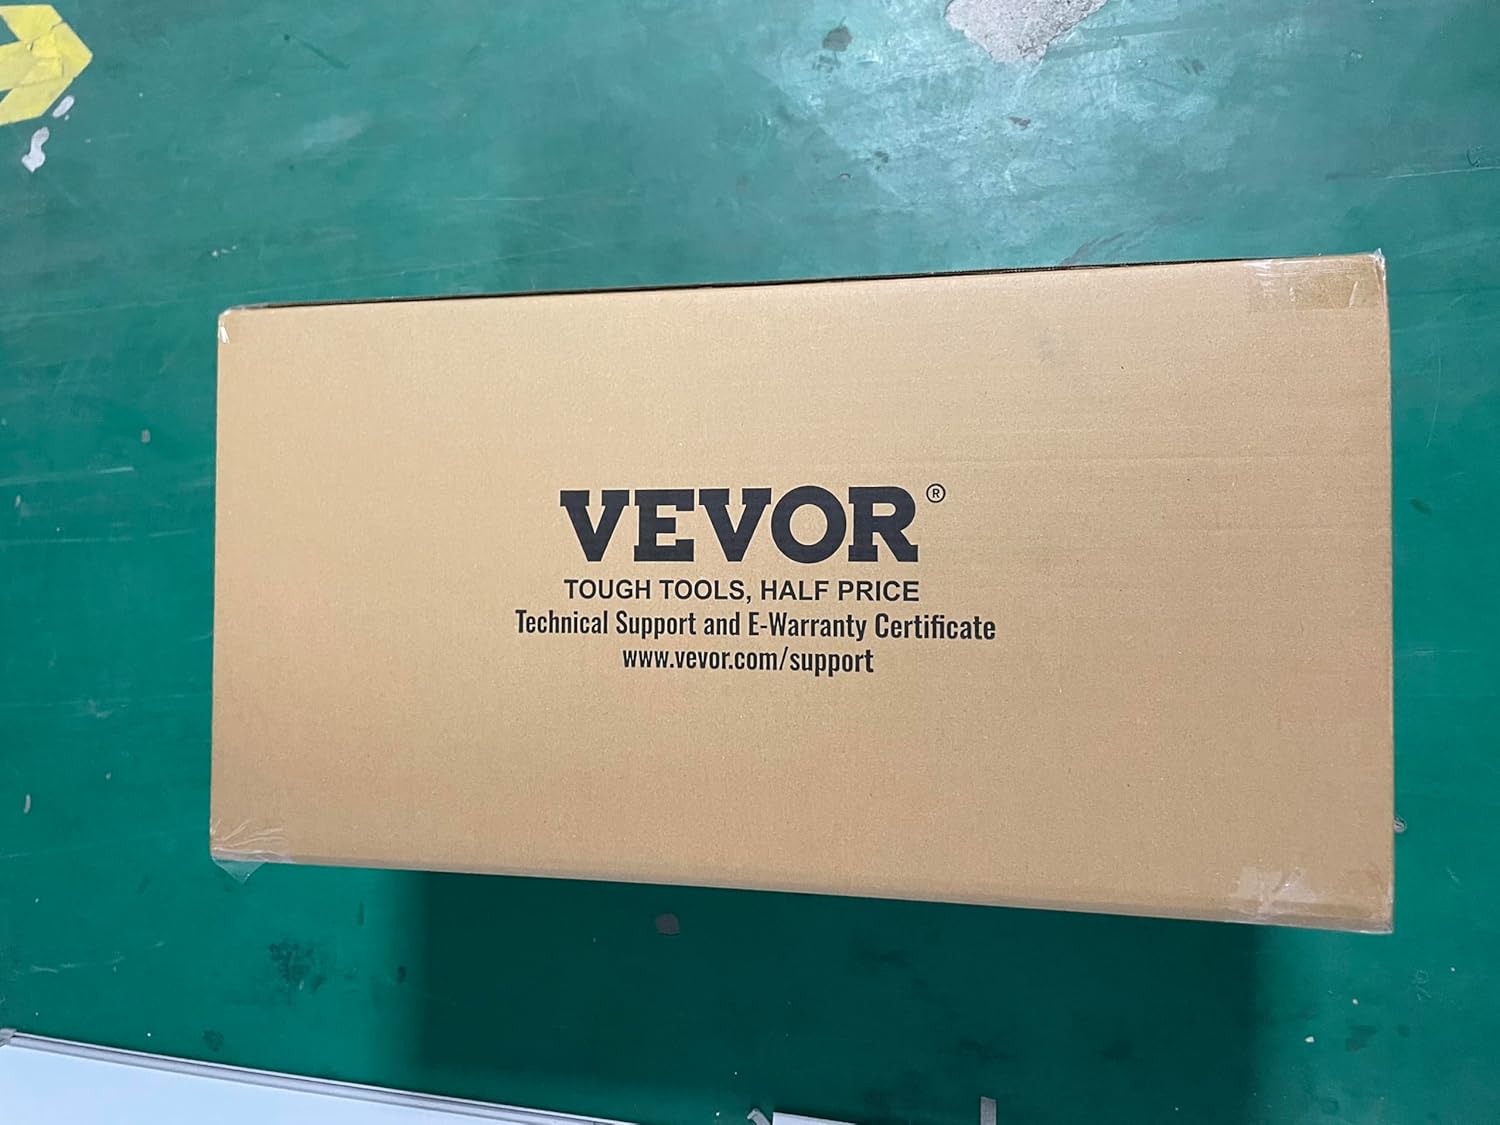 VEVOR®
TOUGH TOOLS, HALF PRICE
Technical Support and E-Warranty Certificate
www.vevor.com/support